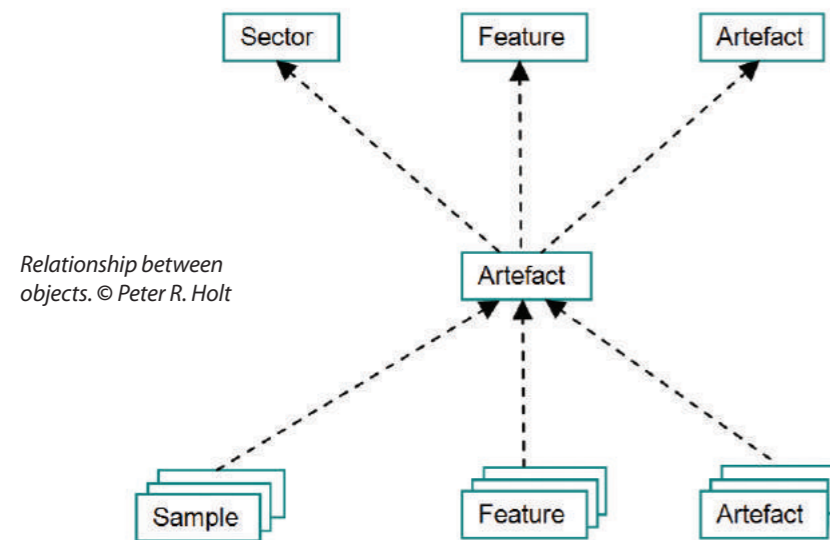 Sector
Feature
Artefact
Relationship between
objects. © Peter R. Holt
Artefact
Sample
Feature
Artefact